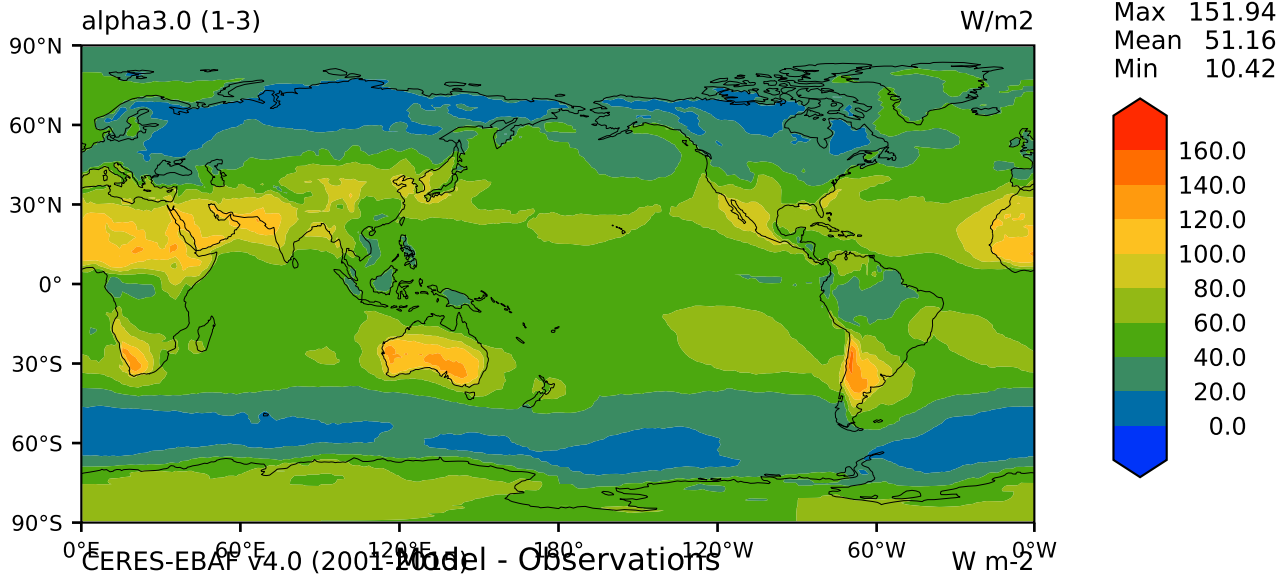 alpha3.0 (1-3) W/m2
Max 151.94
Mean 51.16
Min 10.42
90°N
60°N
30°N
0°
30°S
60°S
90°S
0°E 60°E 120°E 180° 120°W 60°W 0°W
160.0
140.0
120.0
100.0
80.0
60.0
40.0
20.0
0.0
CERES-EBAF v4.0 (2001-2015) Model - Observations W m-2